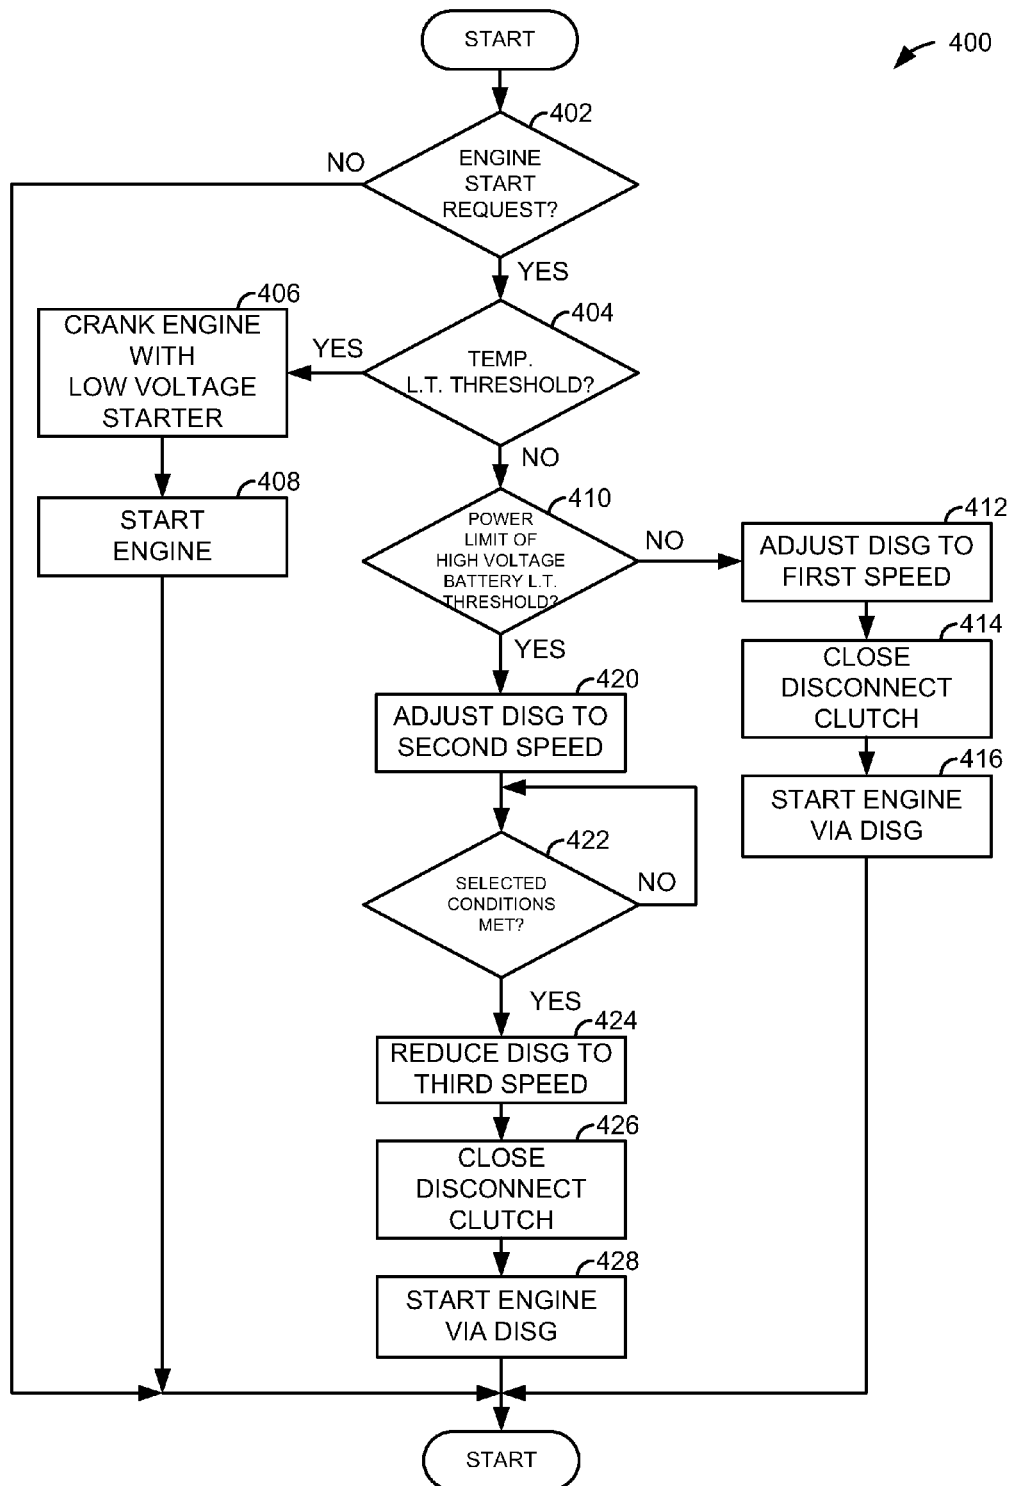 START
400
402
ENGINE
START
REQUEST?
NO
YES
404
TEMP.
L.T. THRESHOLD?
YES
NO
406
CRANK ENGINE
WITH
LOW VOLTAGE
STARTER
408
START
ENGINE
410
POWER
LIMIT OF
HIGH VOLTAGE
BATTERY L.T.
THRESHOLD?
NO
YES
412
ADJUST DISG TO
FIRST SPEED
414
CLOSE
DISCONNECT
CLUTCH
416
START ENGINE
VIA DISG
420
ADJUST DISG TO
SECOND SPEED
422
SELECTED
CONDITIONS
MET?
NO
YES
424
REDUCE DISG TO
THIRD SPEED
426
CLOSE
DISCONNECT
CLUTCH
428
START ENGINE
VIA DISG
START